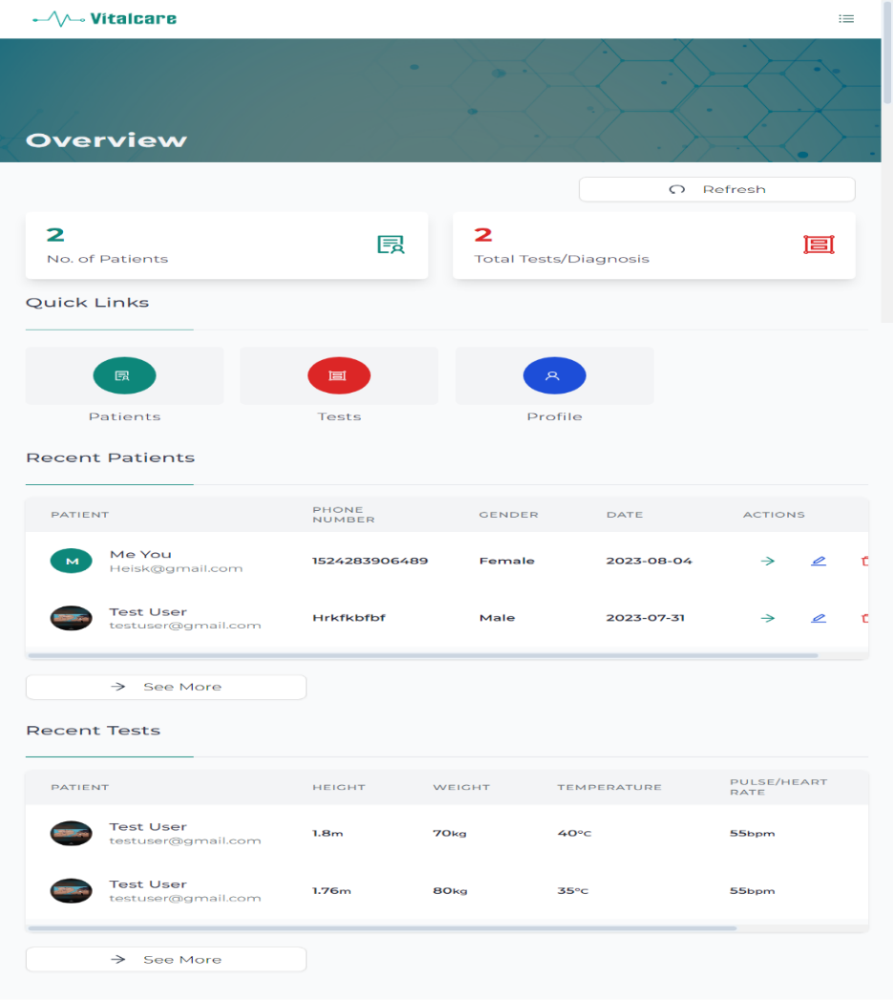 Vitalcare
Overview
Refresh
2
No. of Patients
2
Total Tests/Diagnosis
Quick Links
Patients
Tests
Profile
Recent Patients
PATIENT PHONE NUMBER GENDER DATE ACTIONS
M Me You Heisk@gmail.com 1524283906489 Female 2023-08-04
Test User testuser@gmail.com Hrkfkbfbf Male 2023-07-31
See More
Recent Tests
PATIENT HEIGHT WEIGHT TEMPERATURE PULSE/HEART RATE
Test User testuser@gmail.com 1.8m 70kg 40°C 55bpm
Test User testuser@gmail.com 1.76m 80kg 35°C 55bpm
See More